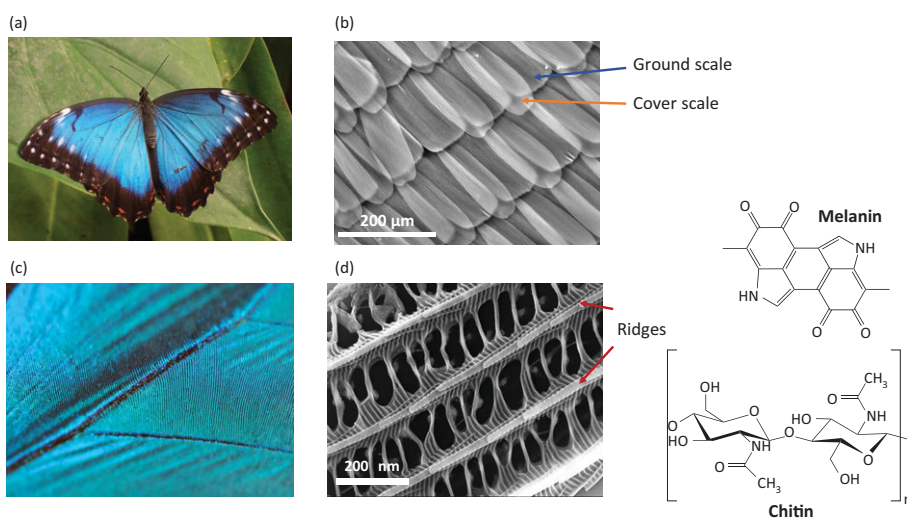 (a)
(b)
Ground scale
Cover scale
200 µm
(c)
(d)
Ridges
200 nm
Melanin
O
O
NH
HN
O
O
OH
O
HO
NH
O
CH₃
O
O
CH₃
O
NH
HO
O
OH
n
Chitin